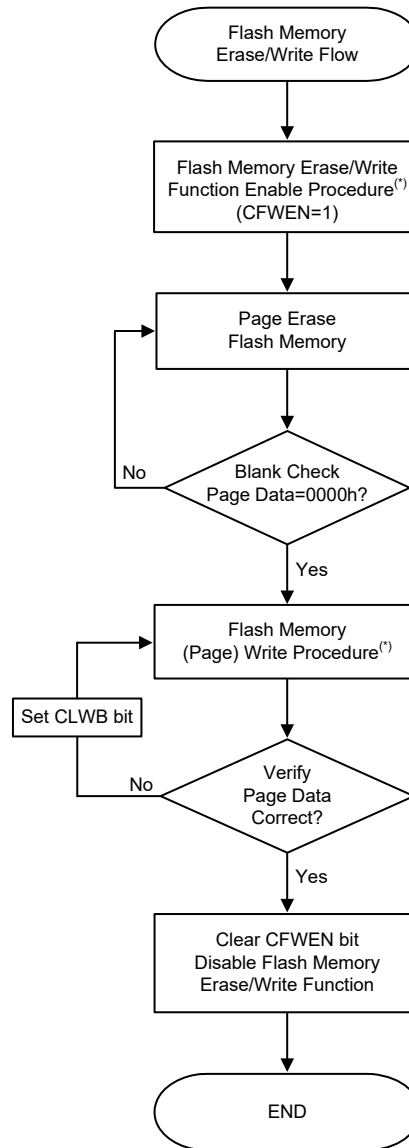 Flash Memory
Erase/Write Flow
Flash Memory Erase/Write
Function Enable Procedure(*)
(CFWEN=1)
Page Erase
Flash Memory
No
Blank Check
Page Data=0000h?
Yes
Flash Memory
(Page) Write Procedure(*)
Set CLWB bit
No
Verify
Page Data
Correct?
Yes
Clear CFWEN bit
Disable Flash Memory
Erase/Write Function
END